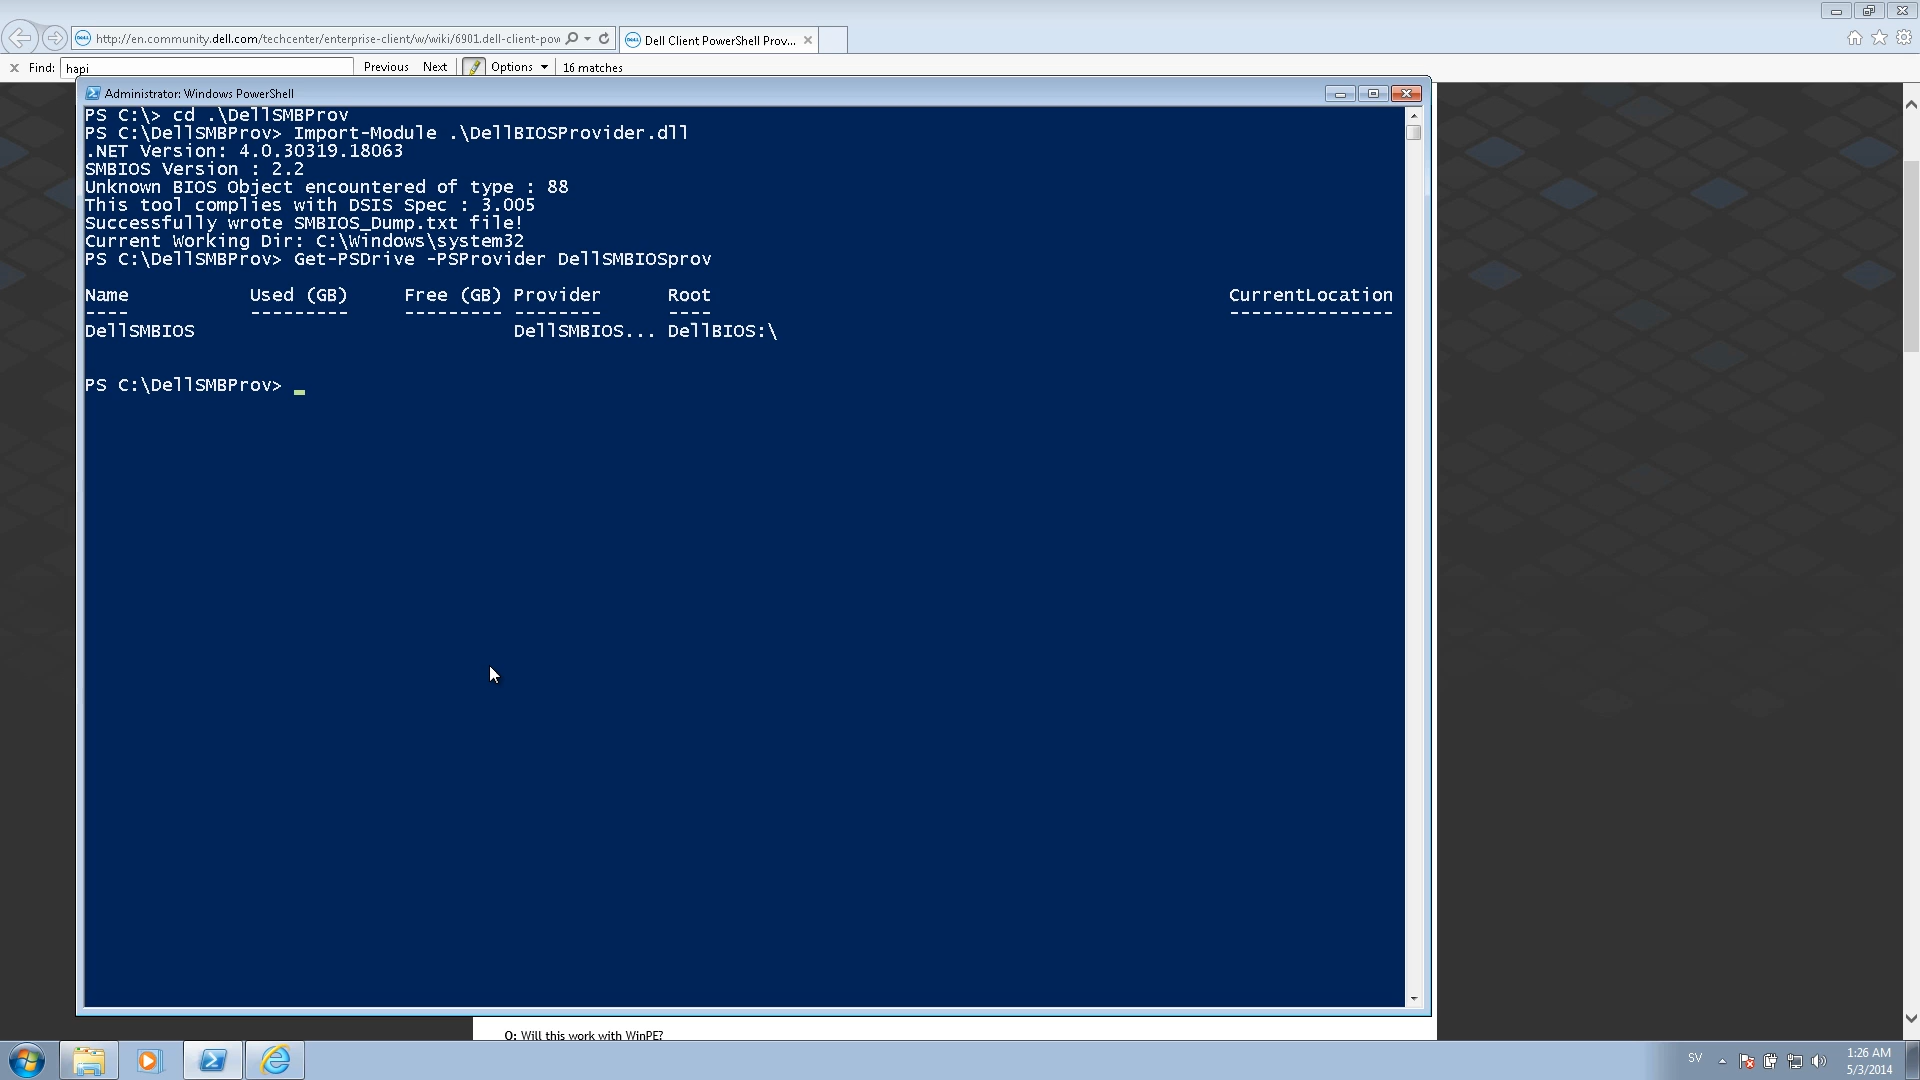 http://en.community.dell.com/techcenter/enterprise-client/w/wiki/6901.dell-client-pow
Dell Client PowerShell Prov...
Find: hapi Previous Next Options 16 matches
Administrator: Windows PowerShell
PS C:\> cd .\DellSMBProv
PS C:\DellSMBProv> Import-Module .\DellBIOSProvider.dll
.NET Version: 4.0.30319.18063
SMBIOS Version : 2.2
Unknown BIOS Object encountered of type : 88
This tool complies with DSIS Spec : 3.005
Successfully wrote SMBIOS_Dump.txt file!
Current Working Dir: C:\Windows\system32
PS C:\DellSMBProv> Get-PSDrive -PSProvider DellSMBIOSprov
Name Used (GB) Free (GB) Provider Root CurrentLocation
---- --------- --------- -------- ---- ---------------
DellSMBIOS DellSMBIOS... DellBIOS:\
PS C:\DellSMBProv>
Q: Will this work with WinPE?
SV
1:26 AM
5/3/2014